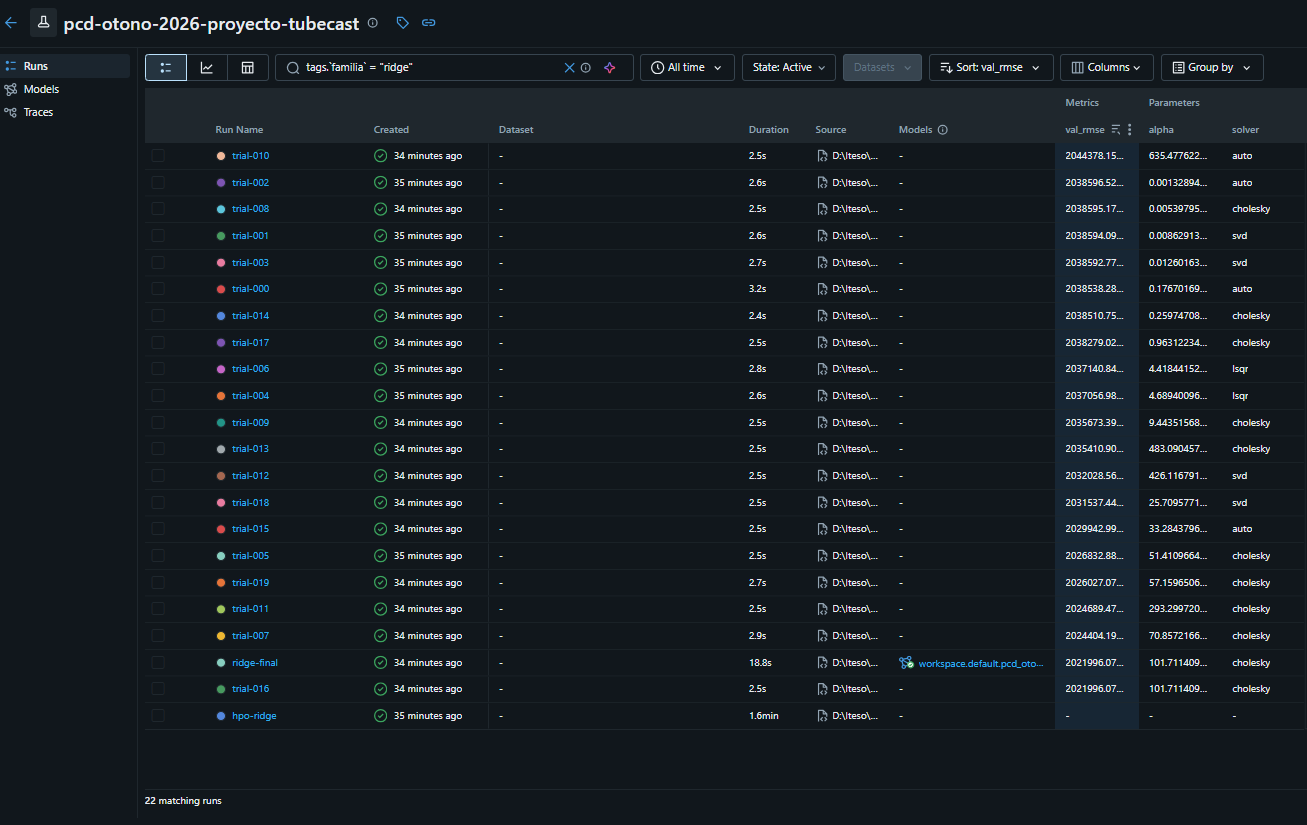 pcd-otono-2026-proyecto-tubecast
Runs
Models
Traces
tags.`familia` = "ridge"
All time
State: Active
Datasets
Sort: val_rmse
Columns
Group by
Metrics Parameters
Run Name Created Dataset Duration Source Models val_rmse alpha solver
trial-010 34 minutes ago - 2.5s D:\Iteso\... - 2044378.15... 635.477622... auto
trial-002 35 minutes ago - 2.6s D:\Iteso\... - 2038596.52... 0.00132894... auto
trial-008 34 minutes ago - 2.5s D:\Iteso\... - 2038595.17... 0.00539795... cholesky
trial-001 35 minutes ago - 2.6s D:\Iteso\... - 2038594.09... 0.00862913... svd
trial-003 35 minutes ago - 2.7s D:\Iteso\... - 2038592.77... 0.01260163... svd
trial-000 35 minutes ago - 3.2s D:\Iteso\... - 2038538.28... 0.17670169... auto
trial-014 34 minutes ago - 2.4s D:\Iteso\... - 2038510.75... 0.25974708... cholesky
trial-017 34 minutes ago - 2.5s D:\Iteso\... - 2038279.02... 0.96312234... cholesky
trial-006 34 minutes ago - 2.8s D:\Iteso\... - 2037140.84... 4.41844152... lsqr
trial-004 35 minutes ago - 2.6s D:\Iteso\... - 2037056.98... 4.68940096... lsqr
trial-009 34 minutes ago - 2.5s D:\Iteso\... - 2035673.39... 9.44351568... cholesky
trial-013 34 minutes ago - 2.5s D:\Iteso\... - 2035410.90... 483.090457... cholesky
trial-012 34 minutes ago - 2.5s D:\Iteso\... - 2032028.56... 426.116791... svd
trial-018 34 minutes ago - 2.5s D:\Iteso\... - 2031537.44... 25.7095771... svd
trial-015 34 minutes ago - 2.5s D:\Iteso\... - 2029942.99... 33.2843796... auto
trial-005 35 minutes ago - 2.5s D:\Iteso\... - 2026832.88... 51.4109664... cholesky
trial-019 34 minutes ago - 2.7s D:\Iteso\... - 2026027.07... 57.1596506... cholesky
trial-011 34 minutes ago - 2.5s D:\Iteso\... - 2024689.47... 293.299720... cholesky
trial-007 34 minutes ago - 2.9s D:\Iteso\... - 2024404.19... 70.8572166... cholesky
ridge-final 34 minutes ago - 18.8s D:\Iteso\... workspace.default.pcd_oto... 2021996.07... 101.711409... cholesky
trial-016 34 minutes ago - 2.5s D:\Iteso\... - 2021996.07... 101.711409... cholesky
hpo-ridge 35 minutes ago - 1.6min D:\Iteso\... - - - -
22 matching runs